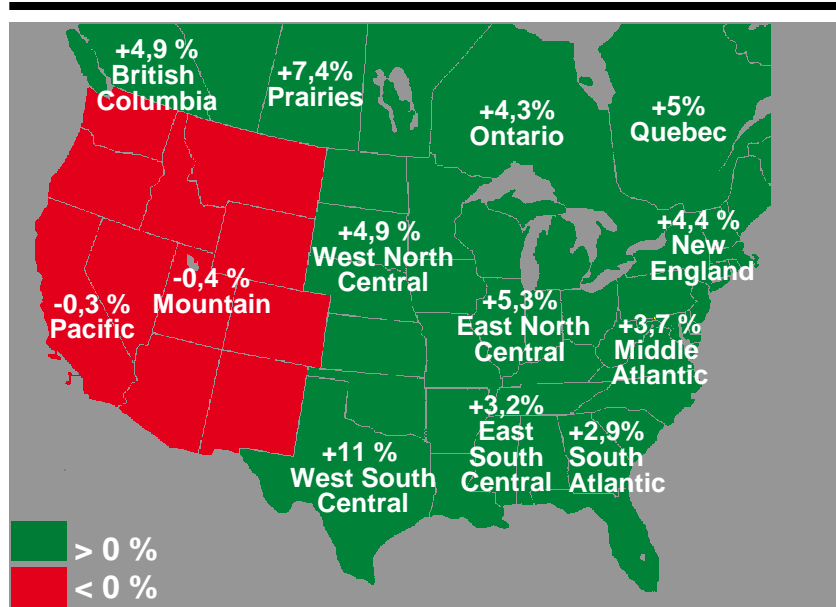 +4,9 %
British
Columbia
+7,4%
Prairies
+4,3%
Ontario
+5%
Quebec
+4,4 %
New
England
+4,9 %
West North
Central
-0,4 %
Mountain
-0,3 %
Pacific
+5,3%
East North
Central
+3,7 %
Middle
Atlantic
+3,2%
East
South
Central
+2,9%
South
Atlantic
+11 %
West South
Central
> 0 %
< 0 %